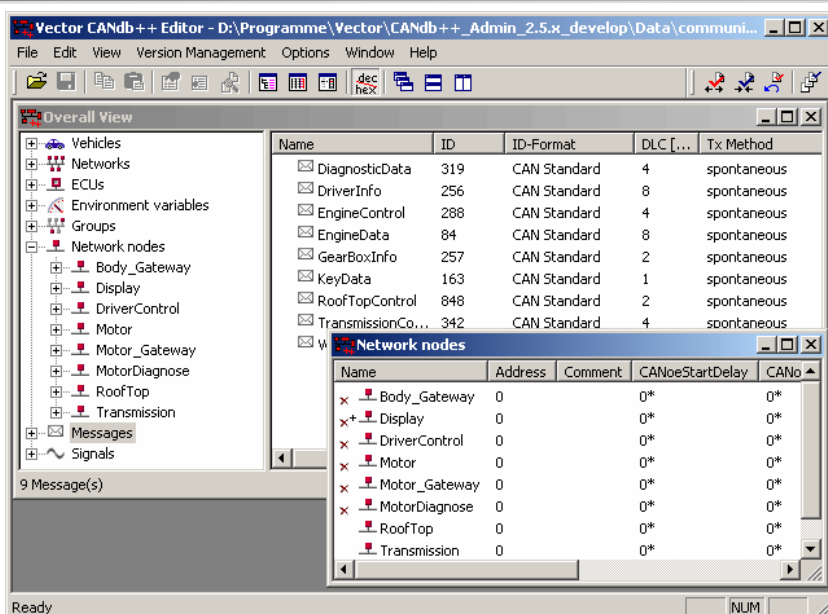 Vector CANdb++ Editor - D:\Programme\Vector\CANdb++_Admin_2.5.x_develop\Data\communi...
File Edit View Version Management Options Window Help
dec
hex
Overall View
Vehicles
Networks
ECUs
Environment variables
Groups
Network nodes
Body_Gateway
Display
DriverControl
Motor
Motor_Gateway
MotorDiagnose
RoofTop
Transmission
Messages
Signals
Name ID ID-Format DLC [... Tx Method
DiagnosticData 319 CAN Standard 4 spontaneous
DriverInfo 256 CAN Standard 8 spontaneous
EngineControl 288 CAN Standard 4 spontaneous
EngineData 84 CAN Standard 8 spontaneous
GearBoxInfo 257 CAN Standard 2 spontaneous
KeyData 163 CAN Standard 1 spontaneous
RoofTopControl 848 CAN Standard 2 spontaneous
TransmissionCo... 342 CAN Standard 4 spontaneous
9 Message(s)
Network nodes
Name Address Comment CANoeStartDelay CANo
Body_Gateway 0 0* 0*
Display 0 0* 0*
DriverControl 0 0* 0*
Motor 0 0* 0*
Motor_Gateway 0 0* 0*
MotorDiagnose 0 0* 0*
RoofTop 0 0* 0*
Transmission 0 0* 0*
Ready NUM